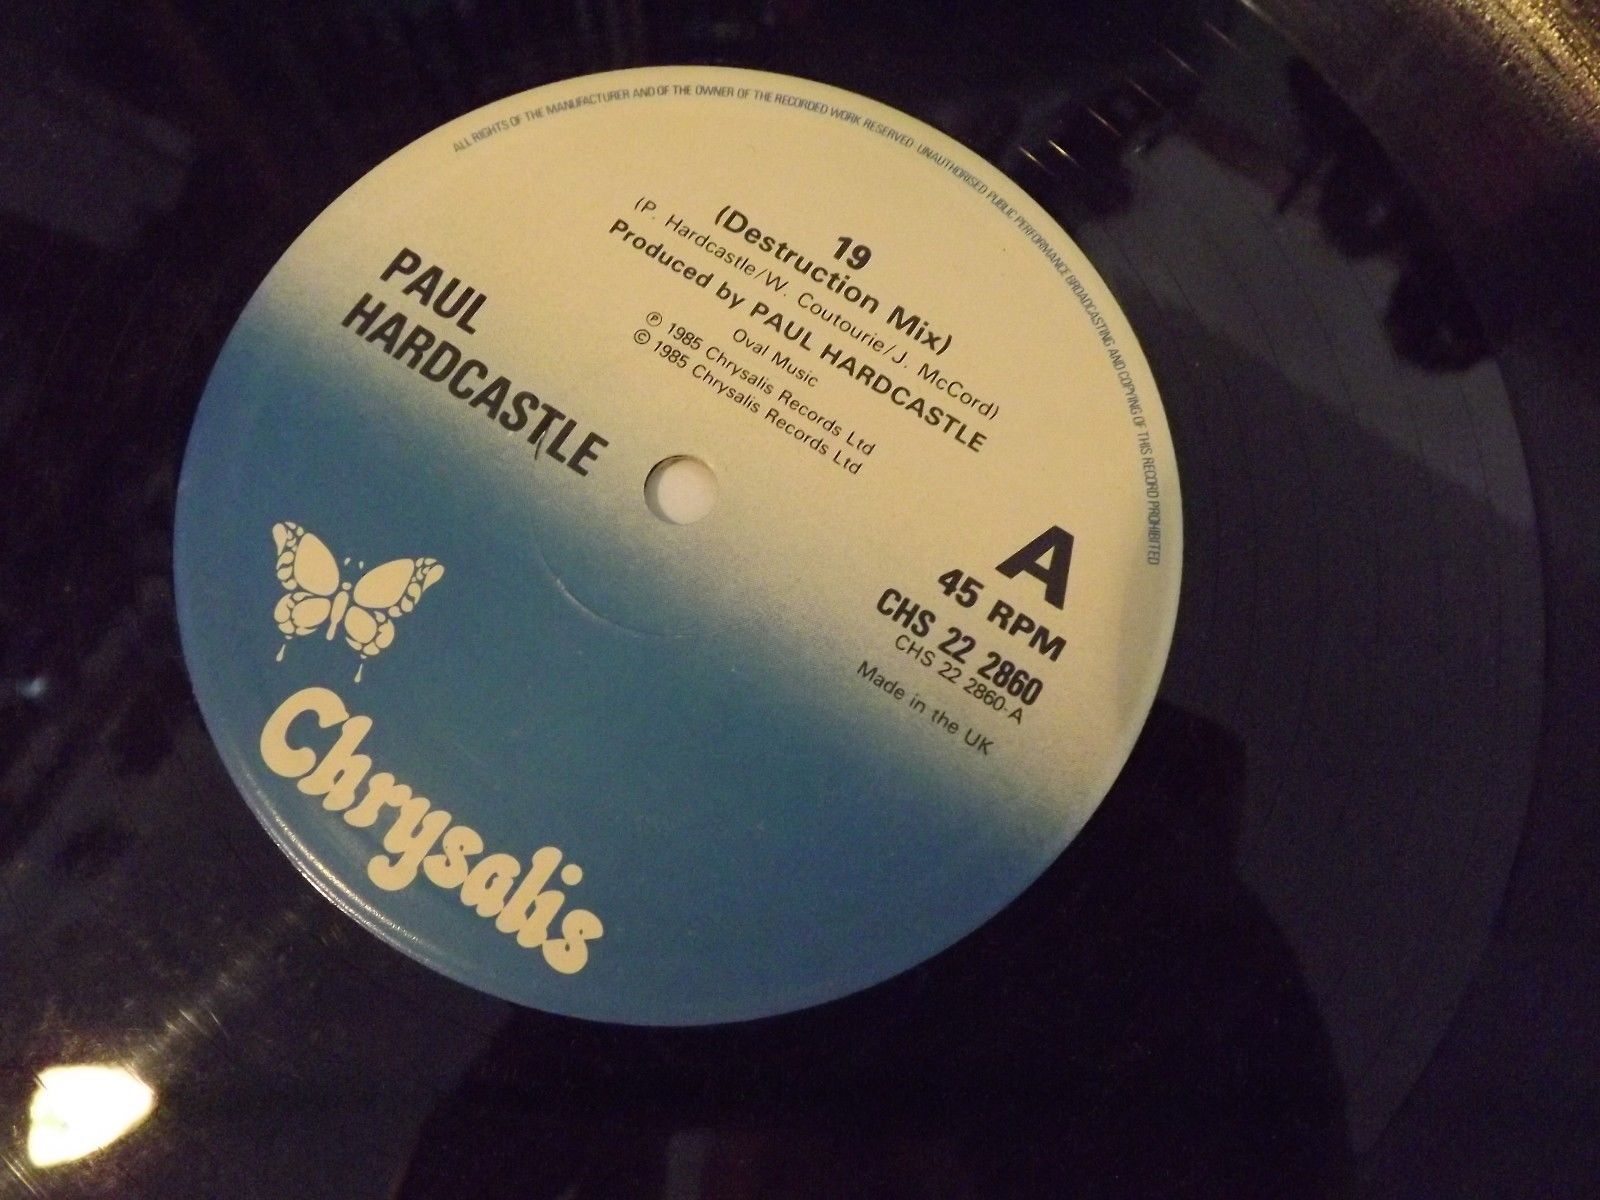 ALL RIGHTS OF THE MANUFACTURER AND OF THE OWNER OF THE RECORDED WORK RESERVED UNAUTHORISED PUBLIC PERFORMANCE BROADCASTING AND COPYING OF THIS RECORD PROHIBITED
19
(Destruction Mix)
(P. Hardcastle/W. Coutourie/J. McCord)
Produced by PAUL HARDCASTLE
Oval Music
℗ 1985 Chrysalis Records Ltd
© 1985 Chrysalis Records Ltd
PAUL
HARDCASTLE
A
45 RPM
CHS 22 2860
CHS 22 2860-A
Made in the UK
Chrysalis